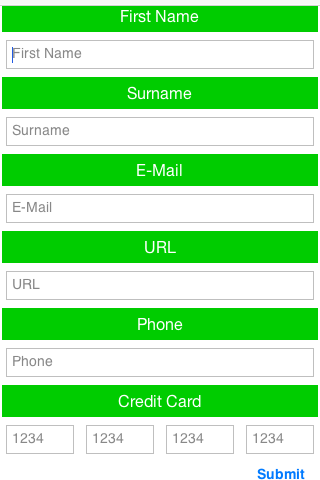 First Name
First Name
Surname
Surname
E-Mail
E-Mail
URL
URL
Phone
Phone
Credit Card
1234 1234 1234 1234
Submit